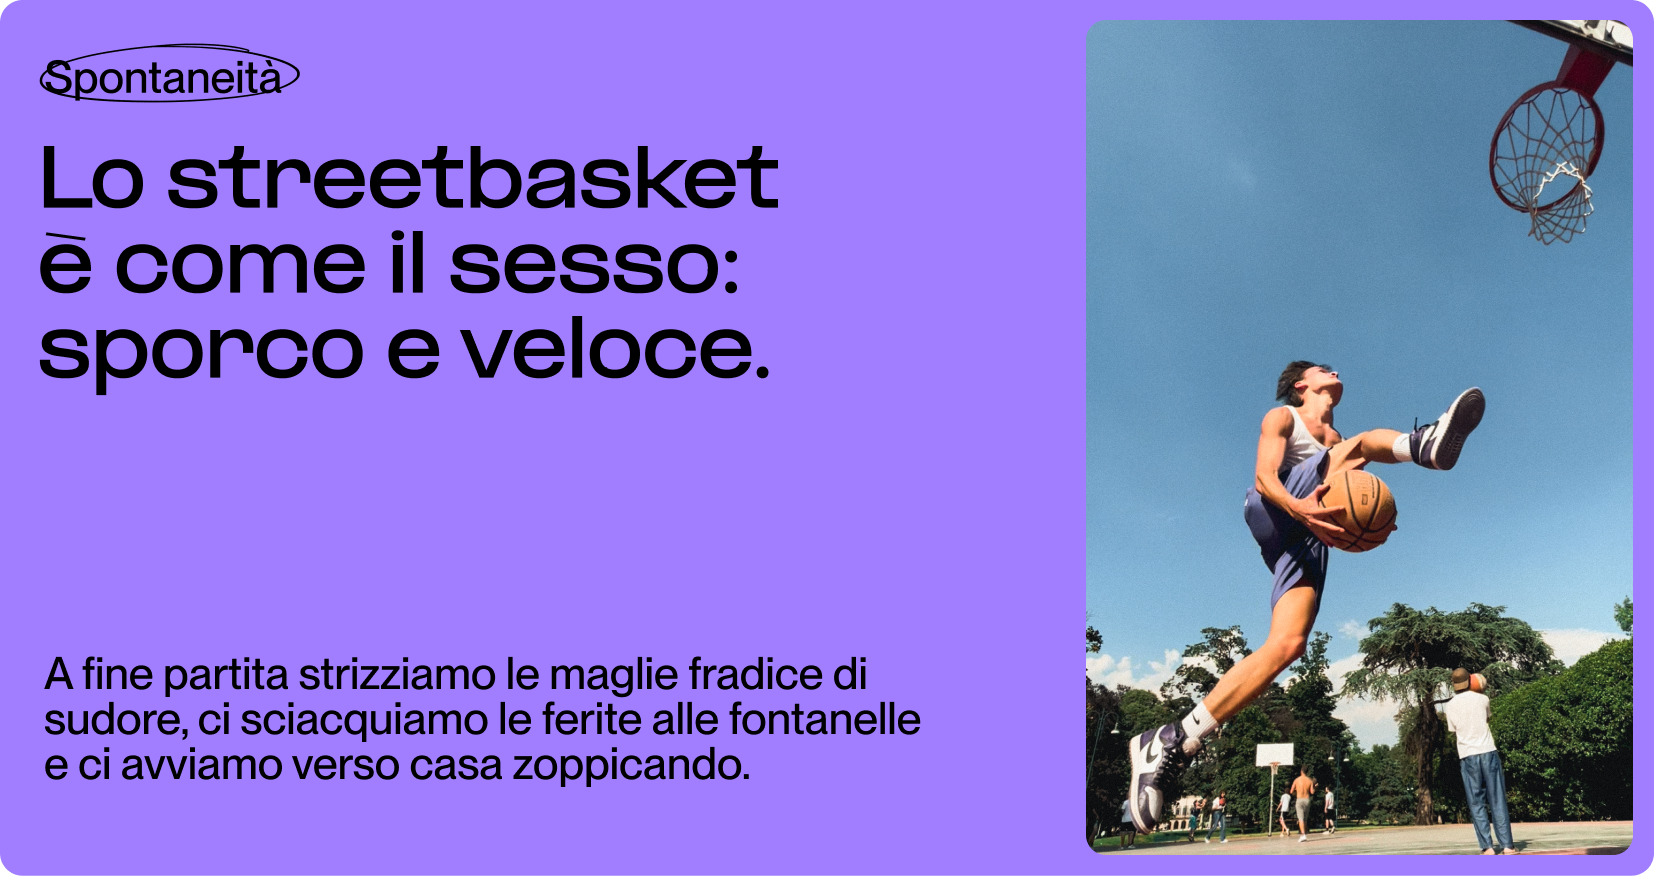 Spontaneità
Lo streetbasket
è come il sesso:
sporco e veloce.
A fine partita strizziamo le maglie fradice di
sudore, ci sciacquiamo le ferite alle fontanelle
e ci avviamo verso casa zoppicando.